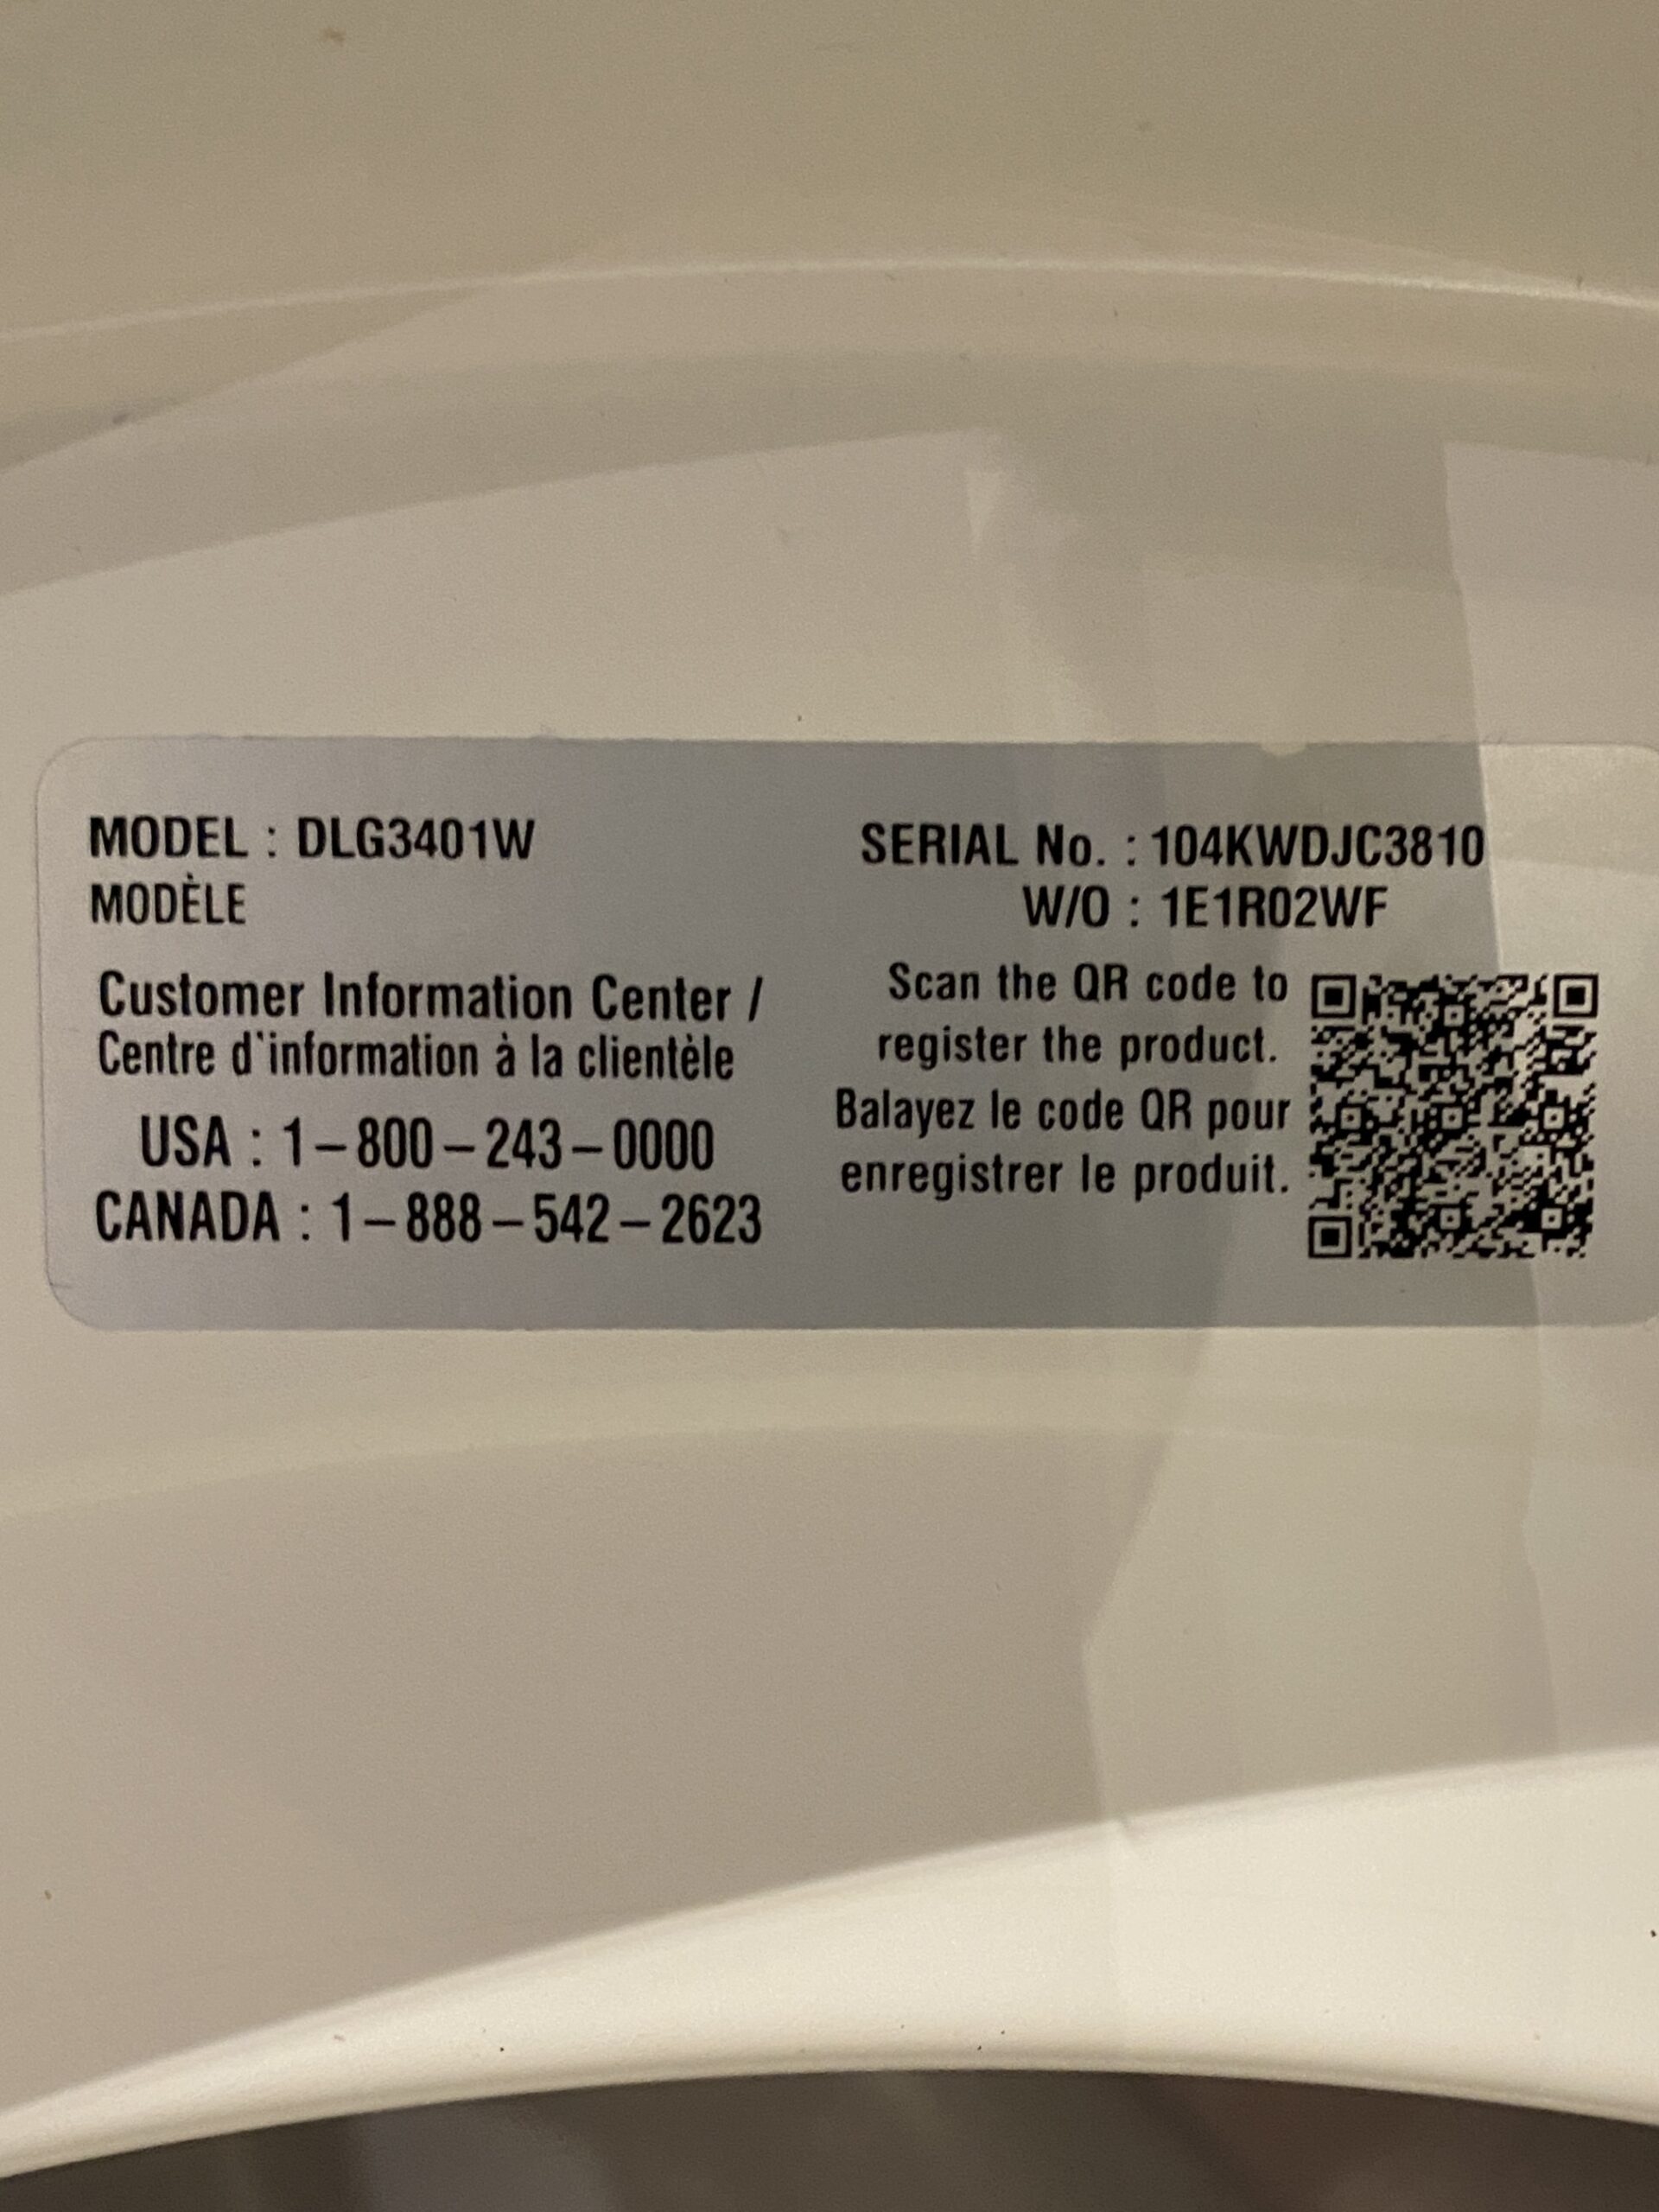 MODEL : DLG3401W
MODÈLE
Customer Information Center /
Centre d'information à la clientèle
USA : 1-800-243-0000
CANADA : 1-888-542-2623
SERIAL No. : 104KWDJC3810
W/O : 1E1R02WF
Scan the QR code to
register the product.
Balayez le code QR pour
enregistrer le produit.